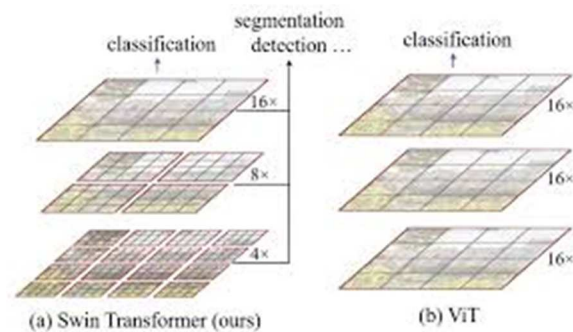 segmentation
detection ...
classification
16×
8×
4×
(a) Swin Transformer (ours)
classification
16×
16×
16×
(b) ViT